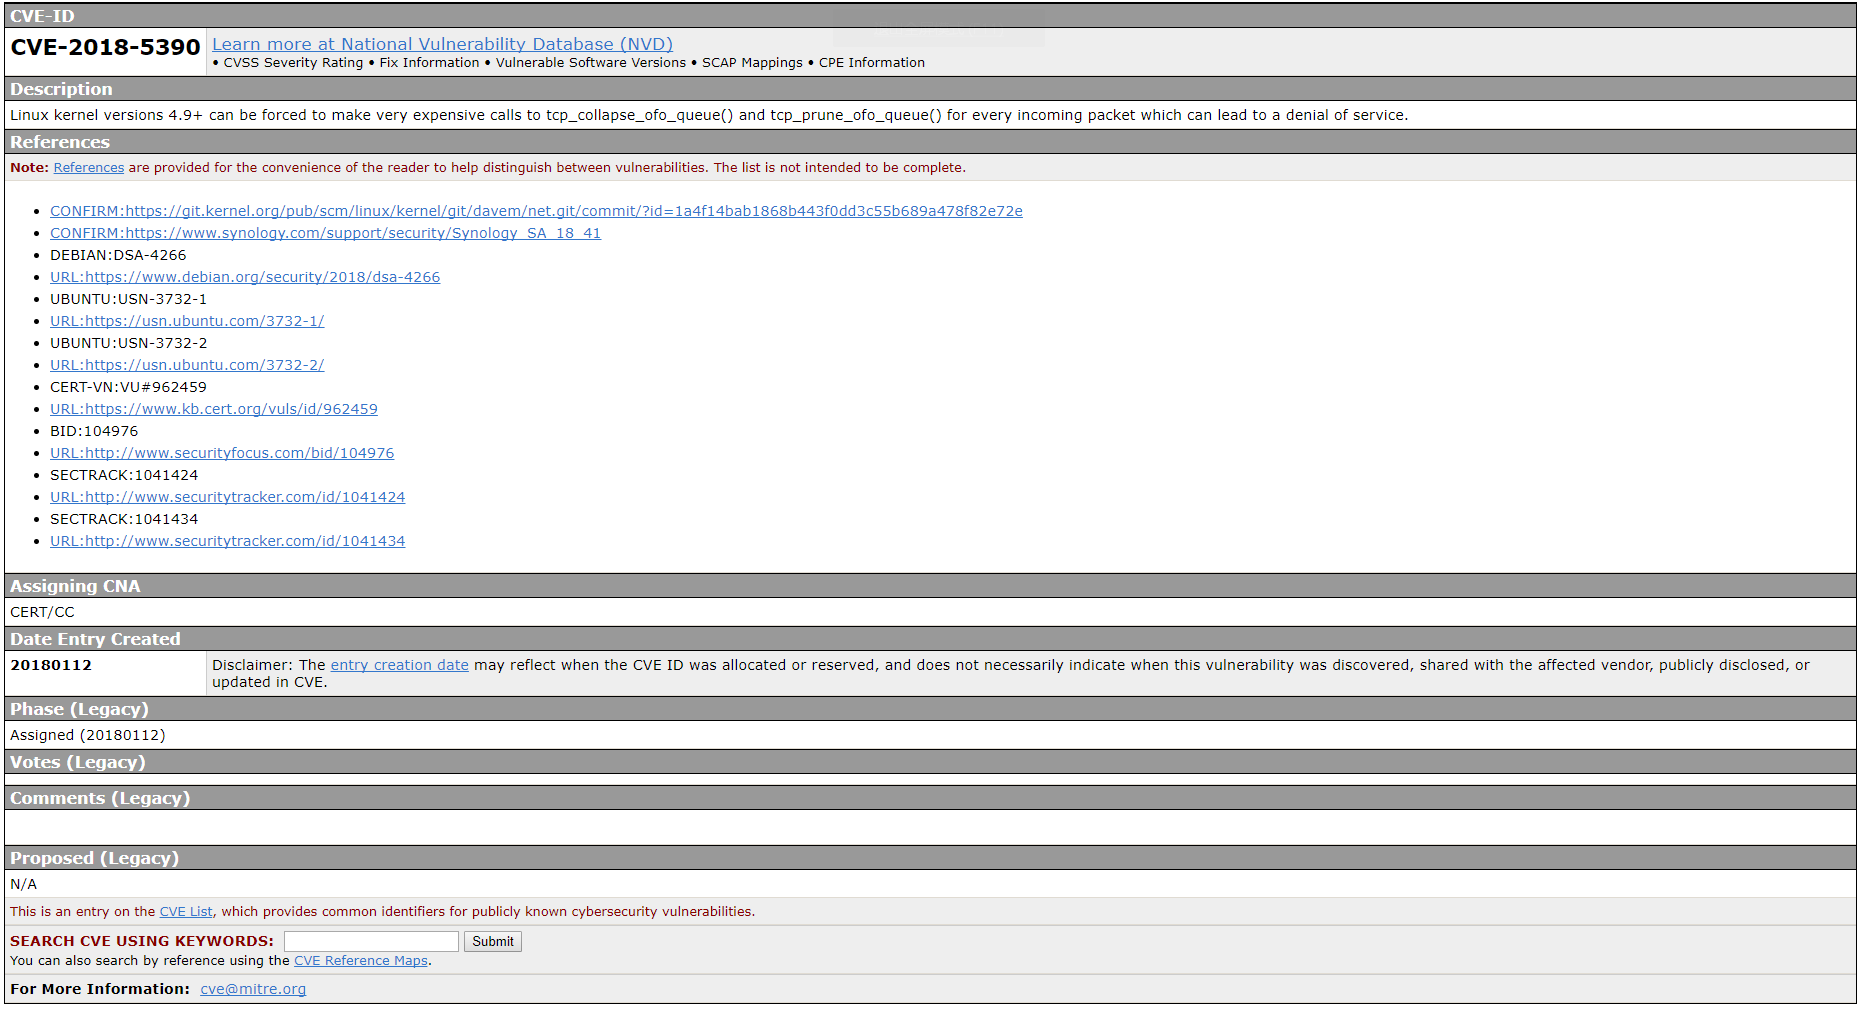 CVE-ID
CVE-2018-5390
Learn more at National Vulnerability Database (NVD)
• CVSS Severity Rating • Fix Information • Vulnerable Software Versions • SCAP Mappings • CPE Information
Description
Linux kernel versions 4.9+ can be forced to make very expensive calls to tcp_collapse_ofo_queue() and tcp_prune_ofo_queue() for every incoming packet which can lead to a denial of service.
References
Note: References are provided for the convenience of the reader to help distinguish between vulnerabilities. The list is not intended to be complete.
• CONFIRM:https://git.kernel.org/pub/scm/linux/kernel/git/davem/net.git/commit/?id=1a4f14bab1868b443f0dd3c55b689a478f82e72e
• CONFIRM:https://www.synology.com/support/security/Synology_SA_18_41
• DEBIAN:DSA-4266
• URL:https://www.debian.org/security/2018/dsa-4266
• UBUNTU:USN-3732-1
• URL:https://usn.ubuntu.com/3732-1/
• UBUNTU:USN-3732-2
• URL:https://usn.ubuntu.com/3732-2/
• CERT-VN:VU#962459
• URL:https://www.kb.cert.org/vuls/id/962459
• BID:104976
• URL:http://www.securityfocus.com/bid/104976
• SECTRACK:1041424
• URL:http://www.securitytracker.com/id/1041424
• SECTRACK:1041434
• URL:http://www.securitytracker.com/id/1041434
Assigning CNA
CERT/CC
Date Entry Created
20180112
Disclaimer: The entry creation date may reflect when the CVE ID was allocated or reserved, and does not necessarily indicate when this vulnerability was discovered, shared with the affected vendor, publicly disclosed, or
updated in CVE.
Phase (Legacy)
Assigned (20180112)
Votes (Legacy)
Comments (Legacy)
Proposed (Legacy)
N/A
This is an entry on the CVE List, which provides common identifiers for publicly known cybersecurity vulnerabilities.
SEARCH CVE USING KEYWORDS: Submit
You can also search by reference using the CVE Reference Maps.
For More Information: cve@mitre.org